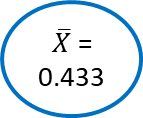 X̅ =
0.433